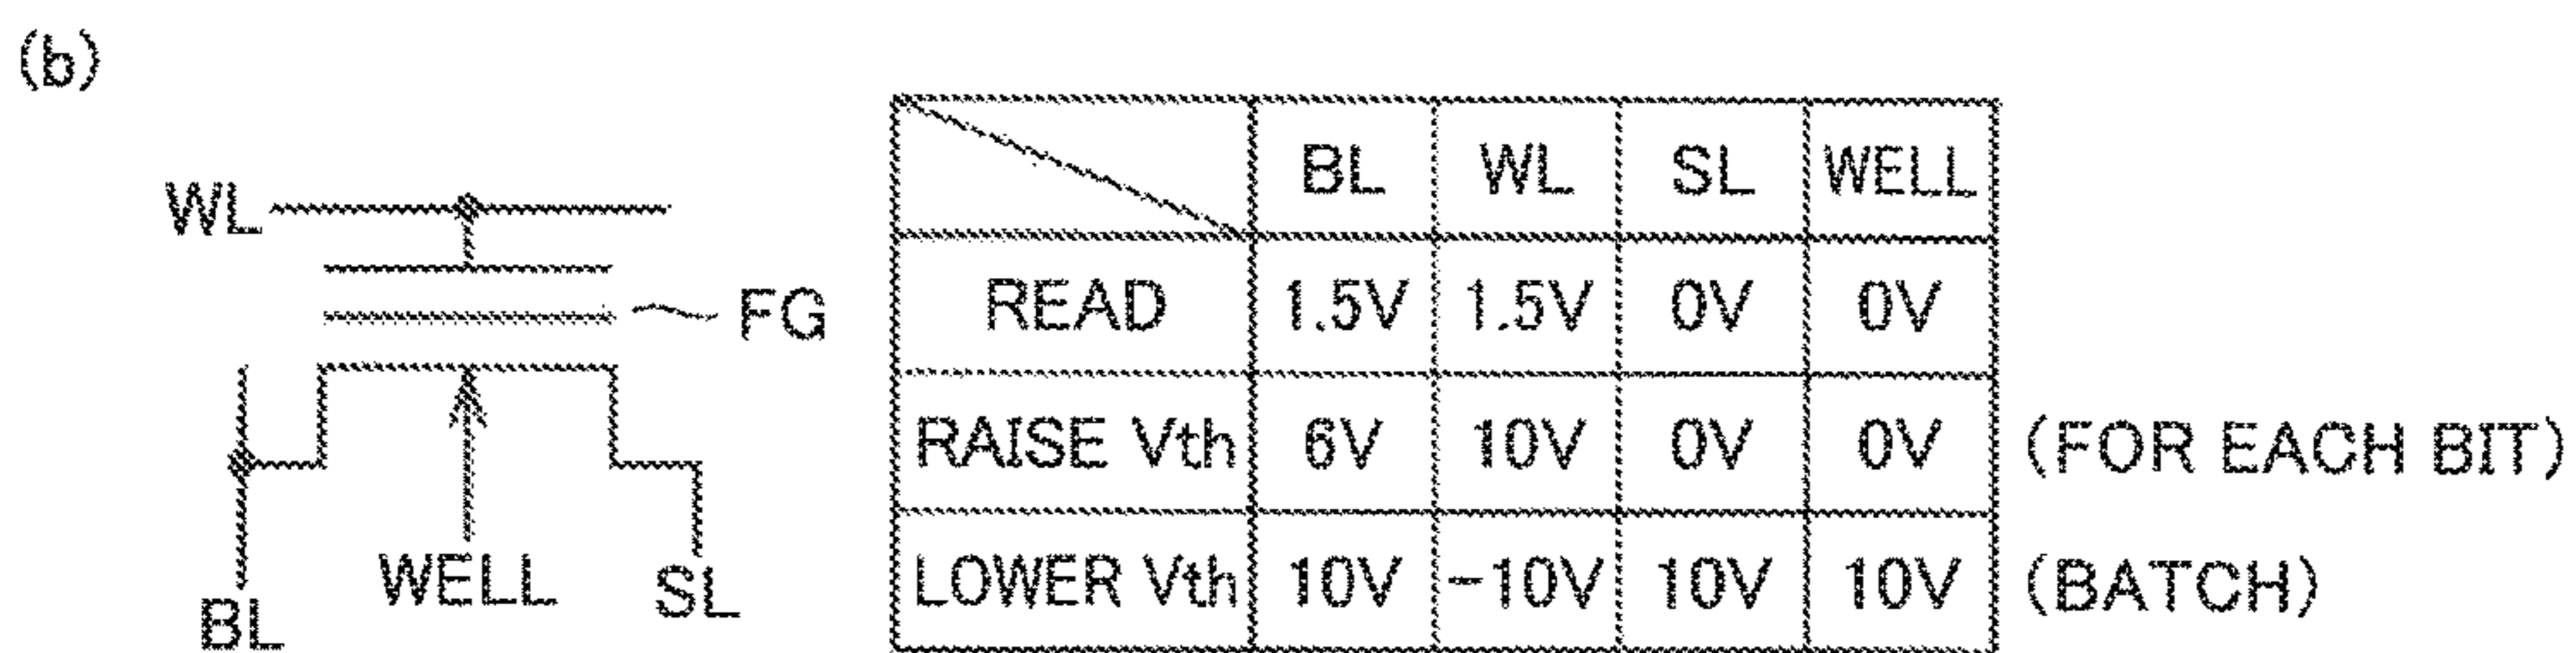 (b)
WL
FG
BL
WELL
SL
BL WL SL WELL
READ 1.5V 1.5V 0V 0V
RAISE Vth 6V 10V 0V 0V (FOR EACH BIT)
LOWER Vth 10V -10V 10V 10V (BATCH)